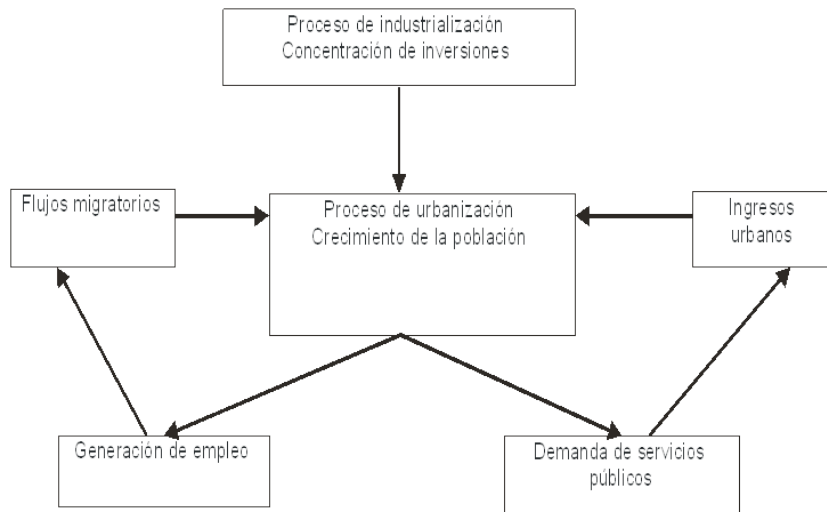 Proceso de industrialización
Concentración de inversiones
Flujos migratorios
Proceso de urbanización
Crecimiento de la población
Ingresos
urbanos
Generación de empleo
Demanda de servicios
públicos